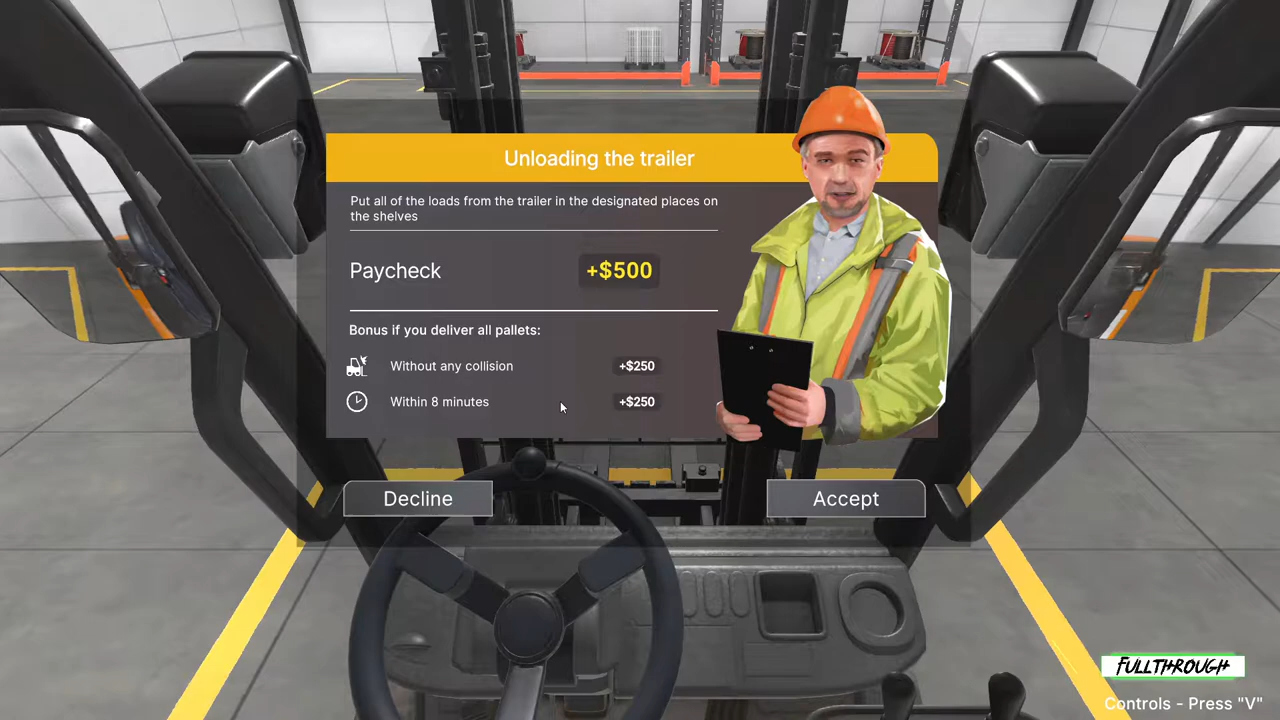 Unloading the trailer
Put all of the loads from the trailer in the designated places on
the shelves
Paycheck +$500
Bonus if you deliver all pallets:
Without any collision +$250
Within 8 minutes +$250
Decline Accept
FULLTHROUGH
Controls - Press "V"